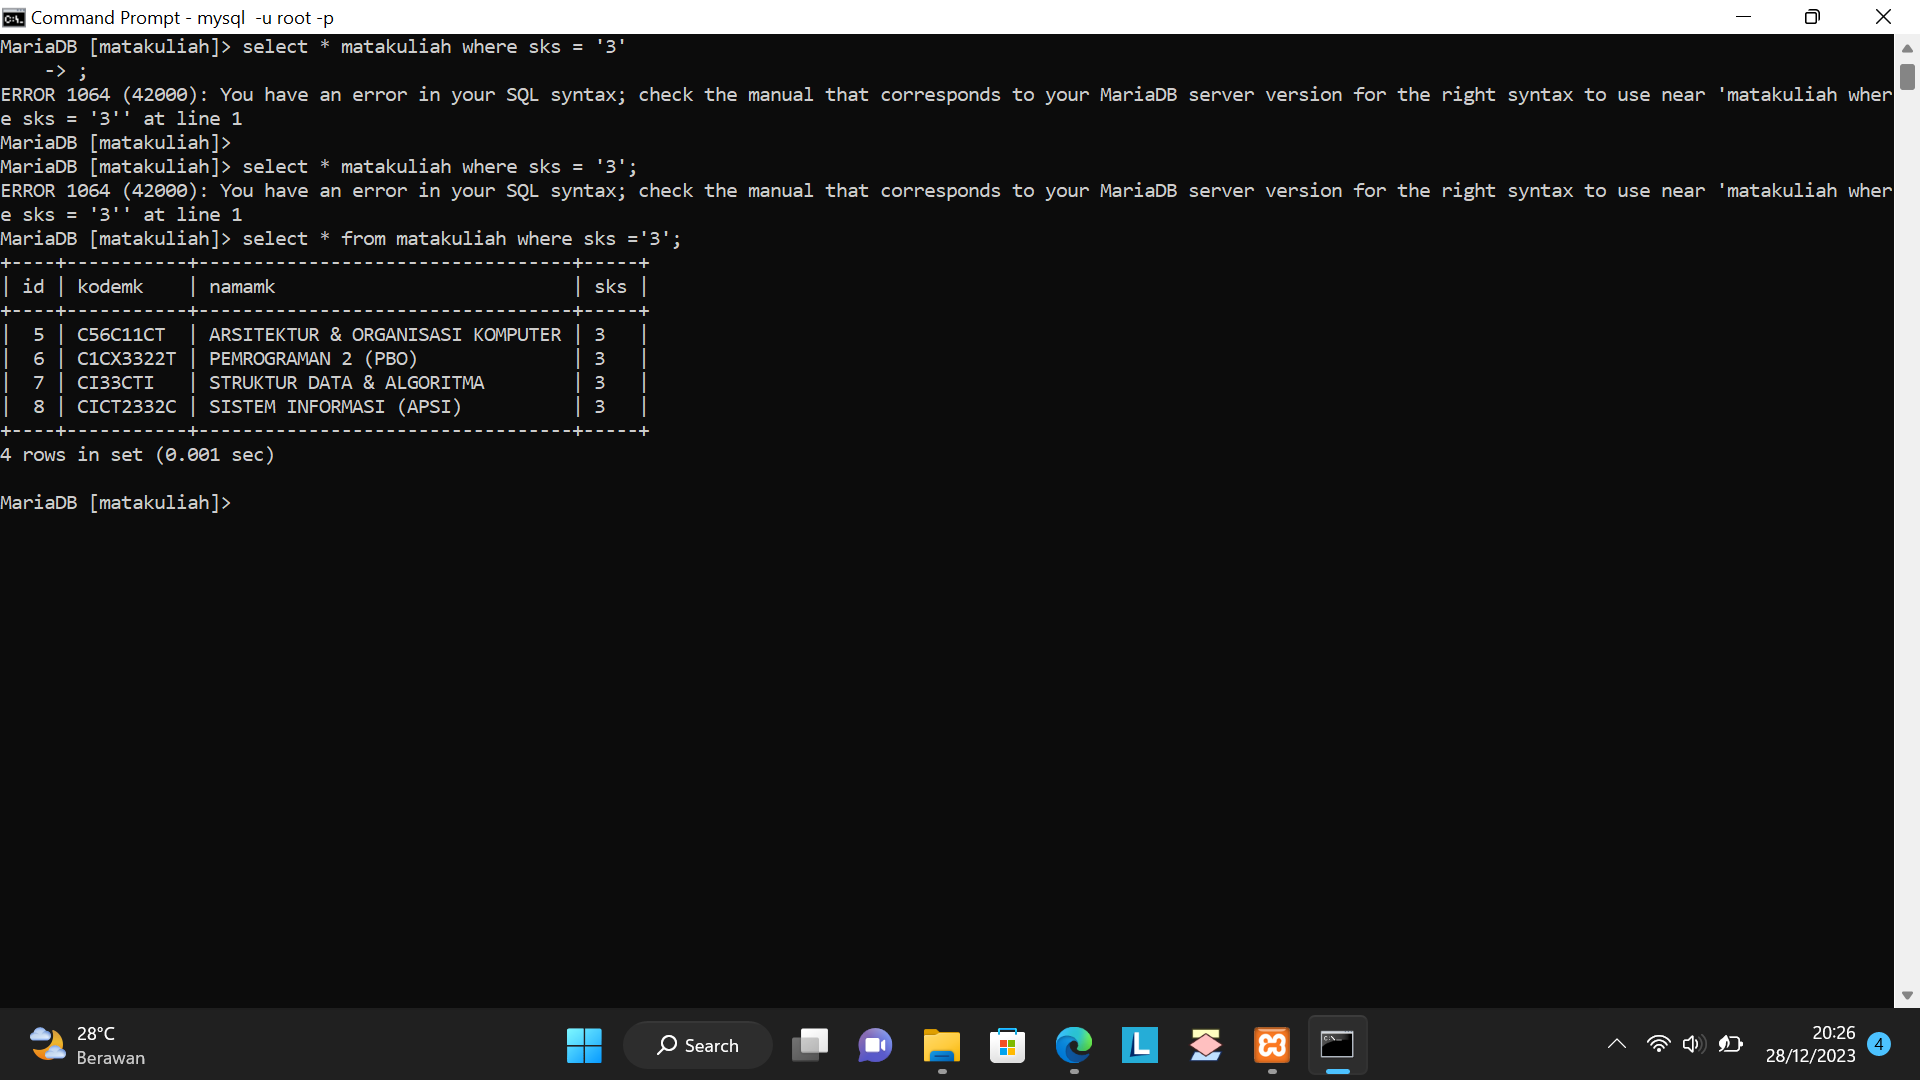 Command Prompt - mysql  -u root -p
MariaDB [matakuliah]> select * matakuliah where sks = '3'
    -> ;
ERROR 1064 (42000): You have an error in your SQL syntax; check the manual that corresponds to your MariaDB server version for the right syntax to use near 'matakuliah wher
e sks = '3'' at line 1
MariaDB [matakuliah]>
MariaDB [matakuliah]> select * matakuliah where sks = '3';
ERROR 1064 (42000): You have an error in your SQL syntax; check the manual that corresponds to your MariaDB server version for the right syntax to use near 'matakuliah wher
e sks = '3'' at line 1
MariaDB [matakuliah]> select * from matakuliah where sks ='3';
+----+-----------+----------------------------------+-----+
| id | kodemk    | namamk                           | sks |
+----+-----------+----------------------------------+-----+
|  5 | C56C11CT  | ARSITEKTUR & ORGANISASI KOMPUTER | 3   |
|  6 | C1CX3322T | PEMROGRAMAN 2 (PBO)              | 3   |
|  7 | CI33CTI   | STRUKTUR DATA & ALGORITMA        | 3   |
|  8 | CICT2332C | SISTEM INFORMASI (APSI)          | 3   |
+----+-----------+----------------------------------+-----+
4 rows in set (0.001 sec)
MariaDB [matakuliah]>
28°C
Berawan
Search
L
20:26
28/12/2023
4